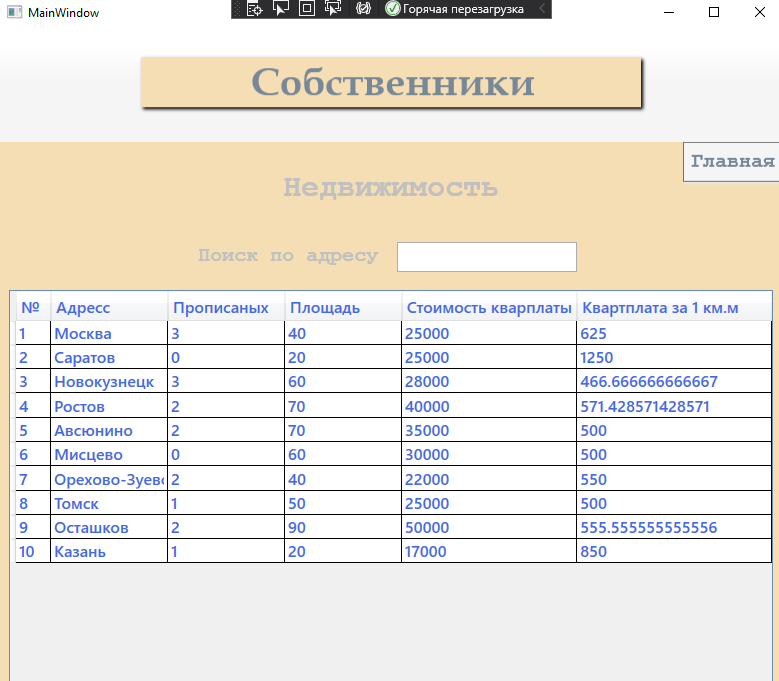 MainWindow
Горячая перезагрузка
Собственники
Главная
Недвижимость
Поиск по адресу
№ Адресс Прописаных Площадь Стоимость кварплаты Квартплата за 1 км.м
1 Москва 3 40 25000 625
2 Саратов 0 20 25000 1250
3 Новокузнецк 3 60 28000 466.666666666667
4 Ростов 2 70 40000 571.428571428571
5 Авсюнино 2 70 35000 500
6 Мисцево 0 60 30000 500
7 Орехово-Зуево 2 40 22000 550
8 Томск 1 50 25000 500
9 Осташков 2 90 50000 555.555555555556
10 Казань 1 20 17000 850